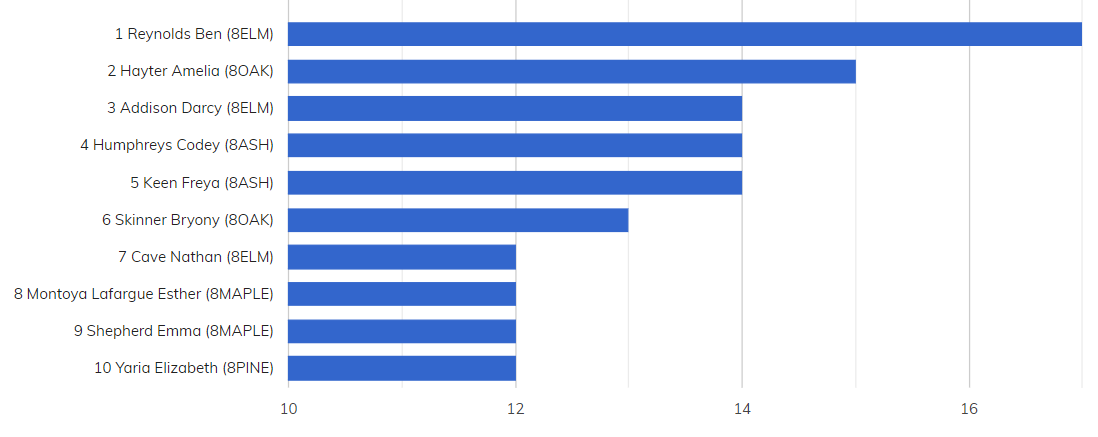 1 Reynolds Ben (8ELM)
2 Hayter Amelia (8OAK)
3 Addison Darcy (8ELM)
4 Humphreys Codey (8ASH)
5 Keen Freya (8ASH)
6 Skinner Bryony (8OAK)
7 Cave Nathan (8ELM)
8 Montoya Lafargue Esther (8MAPLE)
9 Shepherd Emma (8MAPLE)
10 Yaria Elizabeth (8PINE)
10 12 14 16